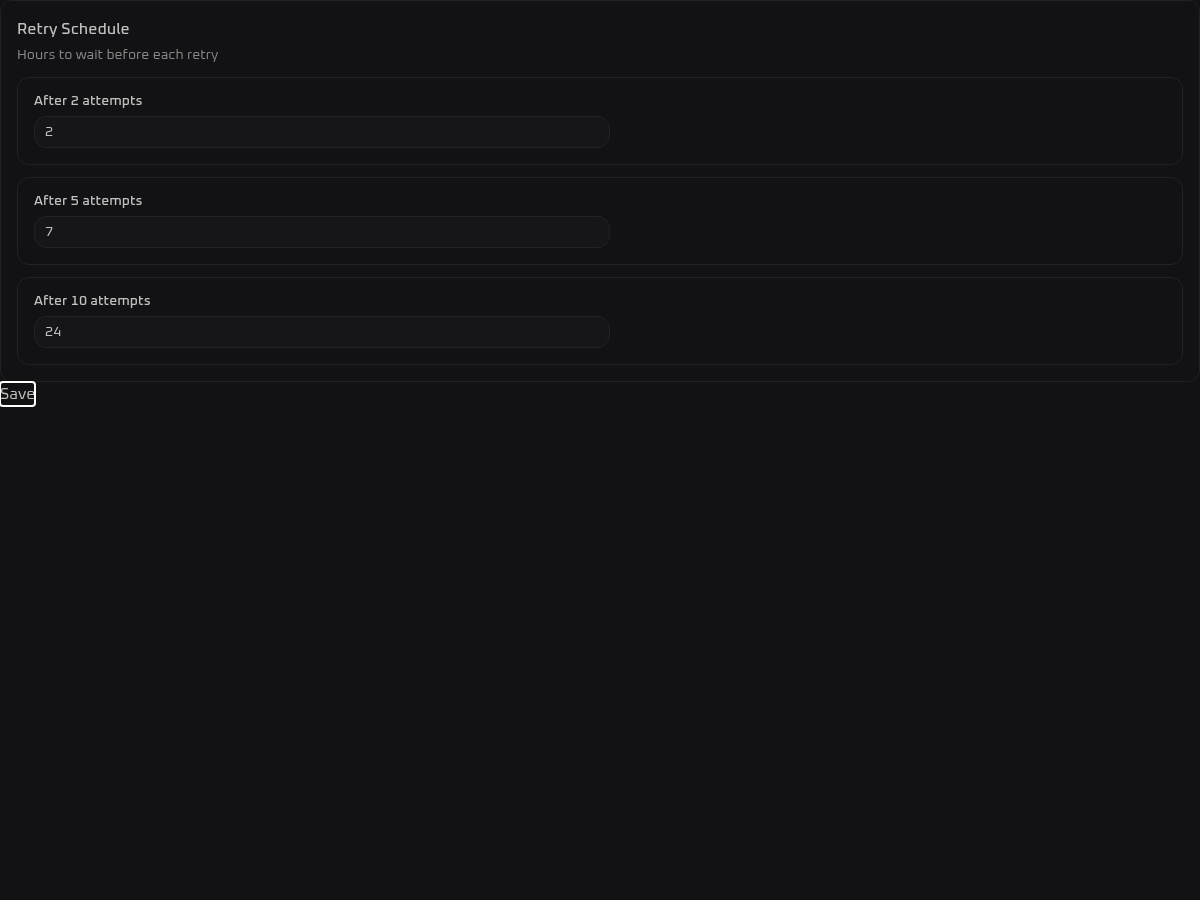 Retry Schedule
Hours to wait before each retry
After 2 attempts
2
After 5 attempts
7
After 10 attempts
24
Save